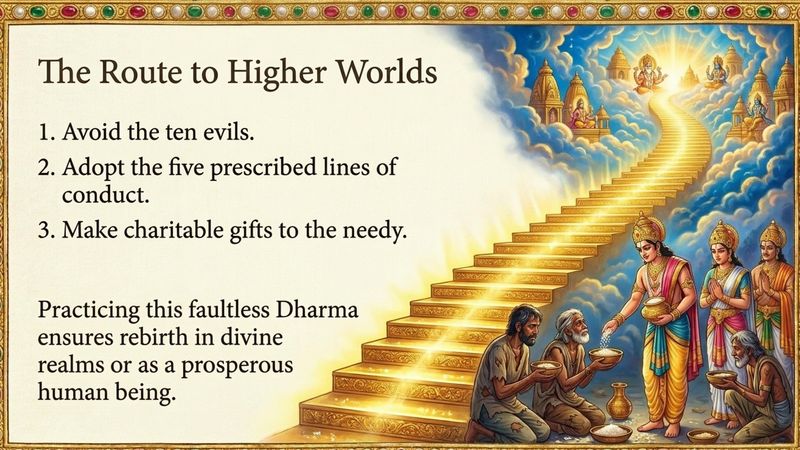 The Route to Higher Worlds
1. Avoid the ten evils.
2. Adopt the five prescribed lines of
conduct.
3. Make charitable gifts to the needy.
Practicing this faultless Dharma
ensures rebirth in divine
realms or as a prosperous
human being.